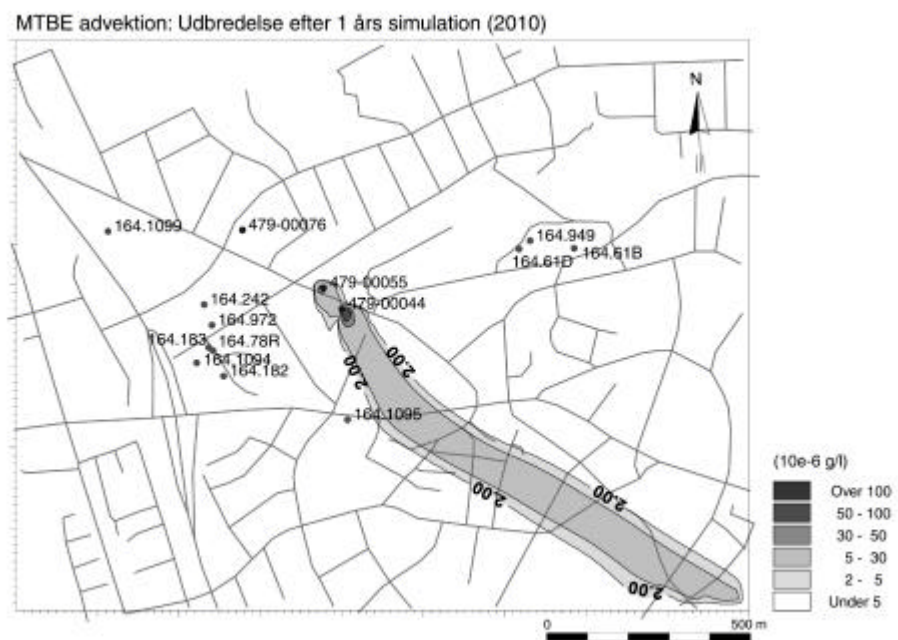 MTBE advektion: Udbredelse efter 1 års simulation (2010)
N
164.1099
479-00076
164.949
164.61D
164.61B
479-00055
479-00044
164.242
164.972
164.183
164.78R
164.1094
164.182
2.00
2.00
164.1095
2.00
2.00
2.00
(10e-6 g/l)
Over 100
50 - 100
30 - 50
5 - 30
2 - 5
Under 5
0
500 m